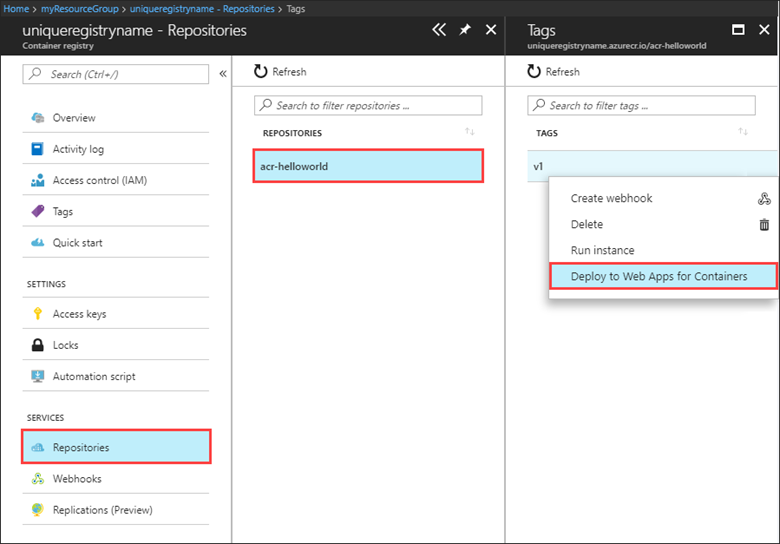 Home > myResourceGroup > uniqueregistryname - Repositories > Tags
uniqueregistryname - Repositories
Container registry
Search (Ctrl+/)
Overview
Activity log
Access control (IAM)
Tags
Quick start
SETTINGS
Access keys
Locks
Automation script
SERVICES
Repositories
Webhooks
Replications (Preview)
Refresh
Search to filter repositories ...
REPOSITORIES
acr-helloworld
Tags
uniqueregistryname.azurecr.io/acr-helloworld
Refresh
Search to filter tags ...
TAGS
v1
Create webhook
Delete
Run instance
Deploy to Web Apps for Containers